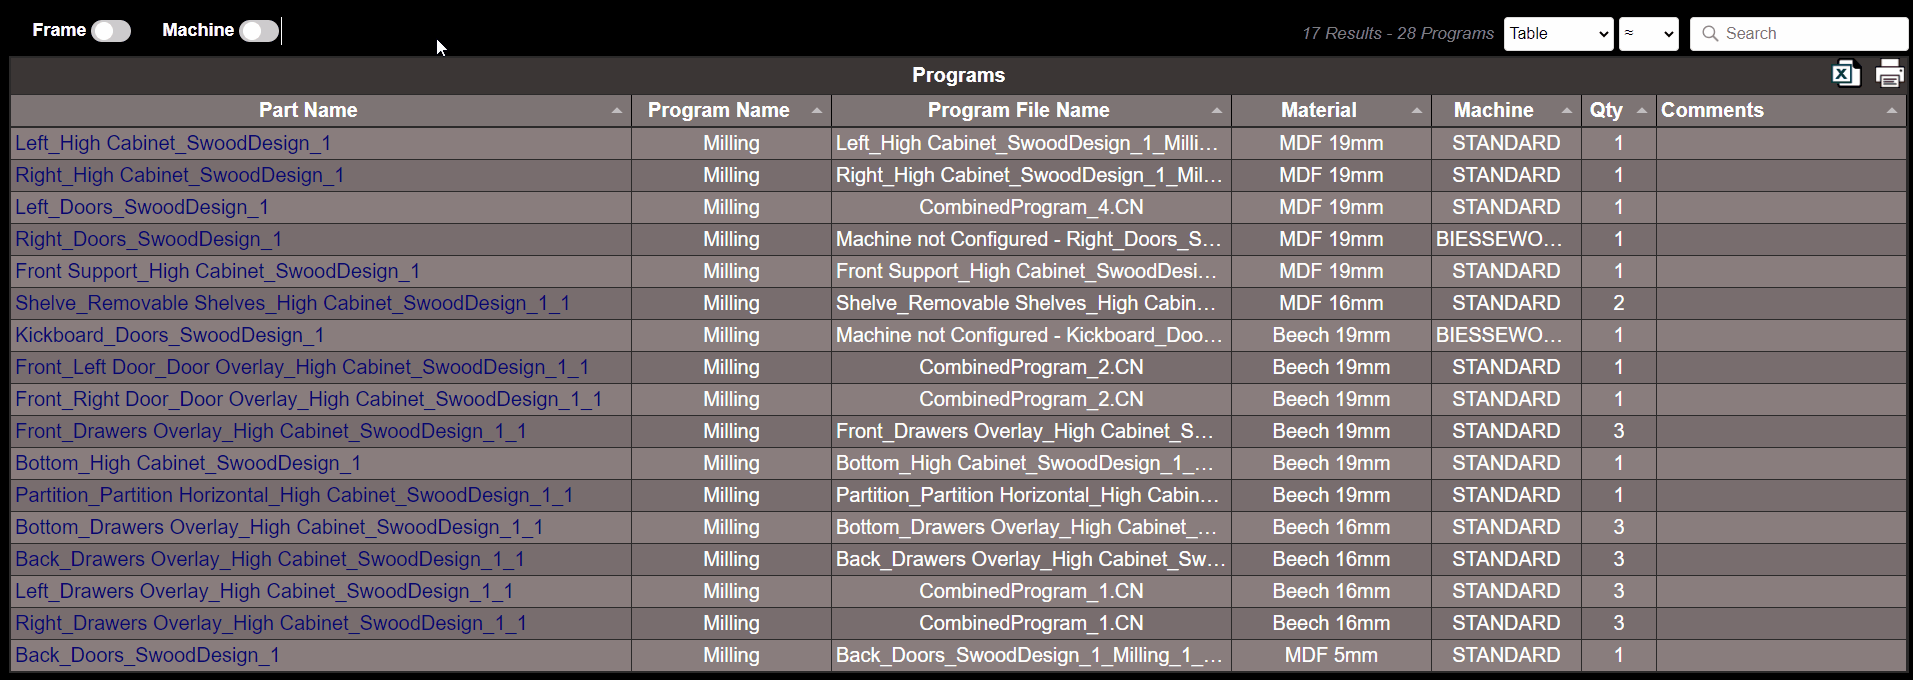 Frame Machine 17 Results - 28 Programs Table ≈ Search
Programs
Part Name Program Name Program File Name Material Machine Qty Comments
Left_High Cabinet_SwoodDesign_1 Milling Left_High Cabinet_SwoodDesign_1_Milli... MDF 19mm STANDARD 1
Right_High Cabinet_SwoodDesign_1 Milling Right_High Cabinet_SwoodDesign_1_Mil... MDF 19mm STANDARD 1
Left_Doors_SwoodDesign_1 Milling CombinedProgram_4.CN MDF 19mm STANDARD 1
Right_Doors_SwoodDesign_1 Milling Machine not Configured - Right_Doors_S... MDF 19mm BIESSEWO... 1
Front Support_High Cabinet_SwoodDesign_1 Milling Front Support_High Cabinet_SwoodDesi... MDF 19mm STANDARD 1
Shelve_Removable Shelves_High Cabinet_SwoodDesign_1_1 Milling Shelve_Removable Shelves_High Cabin... MDF 16mm STANDARD 2
Kickboard_Doors_SwoodDesign_1 Milling Machine not Configured - Kickboard_Doo... Beech 19mm BIESSEWO... 1
Front_Left Door_Door Overlay_High Cabinet_SwoodDesign_1_1 Milling CombinedProgram_2.CN Beech 19mm STANDARD 1
Front_Right Door_Door Overlay_High Cabinet_SwoodDesign_1_1 Milling CombinedProgram_2.CN Beech 19mm STANDARD 1
Front_Drawers Overlay_High Cabinet_SwoodDesign_1_1 Milling Front_Drawers Overlay_High Cabinet_S... Beech 19mm STANDARD 3
Bottom_High Cabinet_SwoodDesign_1 Milling Bottom_High Cabinet_SwoodDesign_1_... Beech 19mm STANDARD 1
Partition_Partition Horizontal_High Cabinet_SwoodDesign_1_1 Milling Partition_Partition Horizontal_High Cabin... Beech 19mm STANDARD 1
Bottom_Drawers Overlay_High Cabinet_SwoodDesign_1_1 Milling Bottom_Drawers Overlay_High Cabinet_... Beech 16mm STANDARD 3
Back_Drawers Overlay_High Cabinet_SwoodDesign_1_1 Milling Back_Drawers Overlay_High Cabinet_Sw... Beech 16mm STANDARD 3
Left_Drawers Overlay_High Cabinet_SwoodDesign_1_1 Milling CombinedProgram_1.CN Beech 16mm STANDARD 3
Right_Drawers Overlay_High Cabinet_SwoodDesign_1_1 Milling CombinedProgram_1.CN Beech 16mm STANDARD 3
Back_Doors_SwoodDesign_1 Milling Back_Doors_SwoodDesign_1_Milling_1_... MDF 5mm STANDARD 1